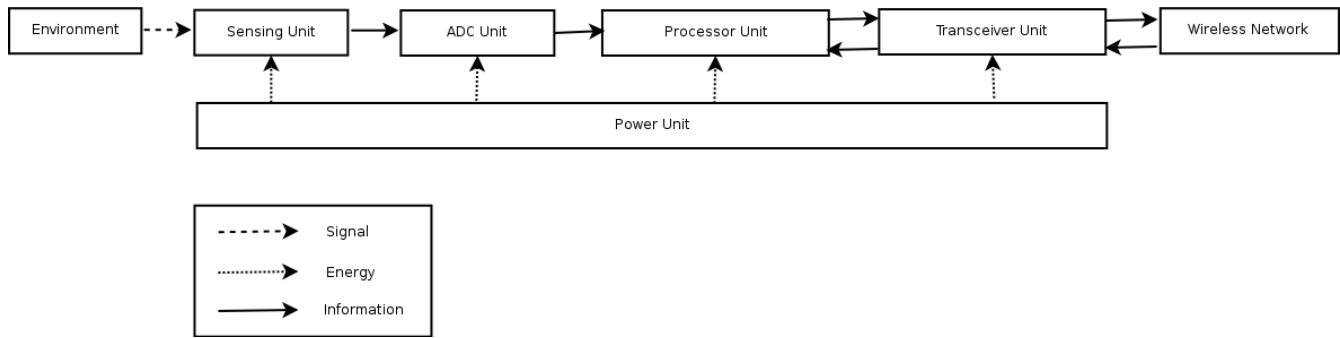 Environment
Sensing Unit
ADC Unit
Processor Unit
Transceiver Unit
Wireless Network
Power Unit
Signal
Energy
Information